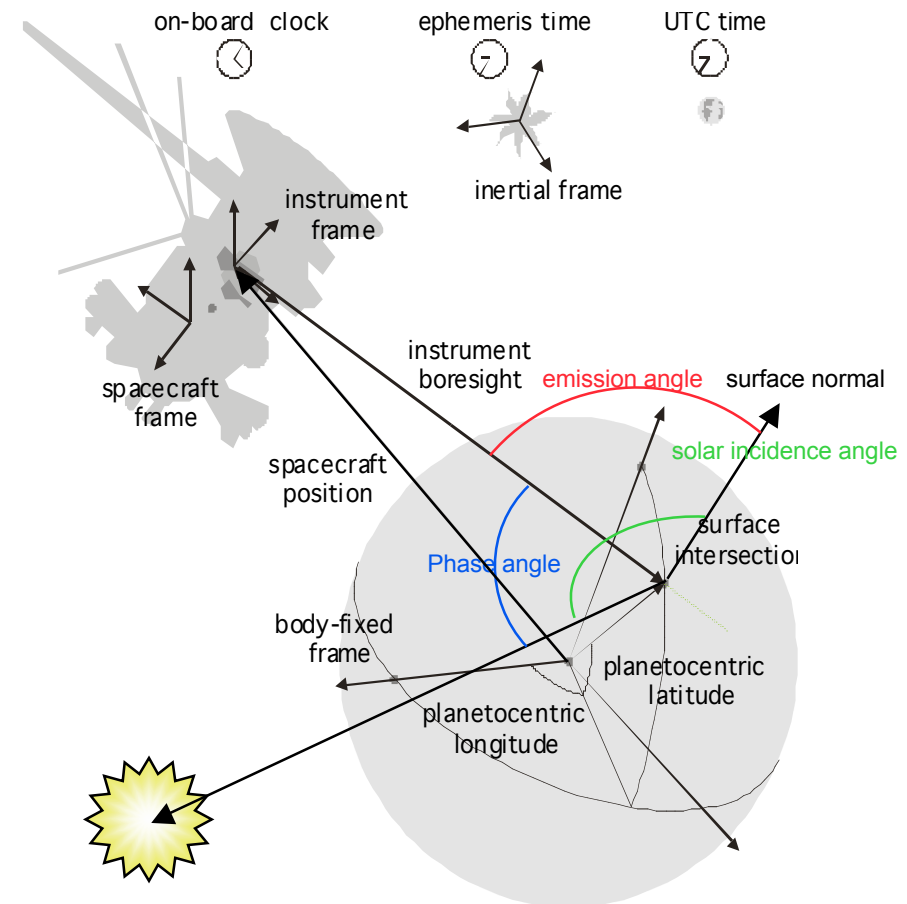 on-board clock
ephemeris time
UTC time
inertial frame
instrument
frame
spacecraft
frame
instrument
boresight
emission angle
surface normal
solar incidence angle
spacecraft
position
surface
intersection
Phase angle
body-fixed
frame
planetocentric
latitude
planetocentric
longitude